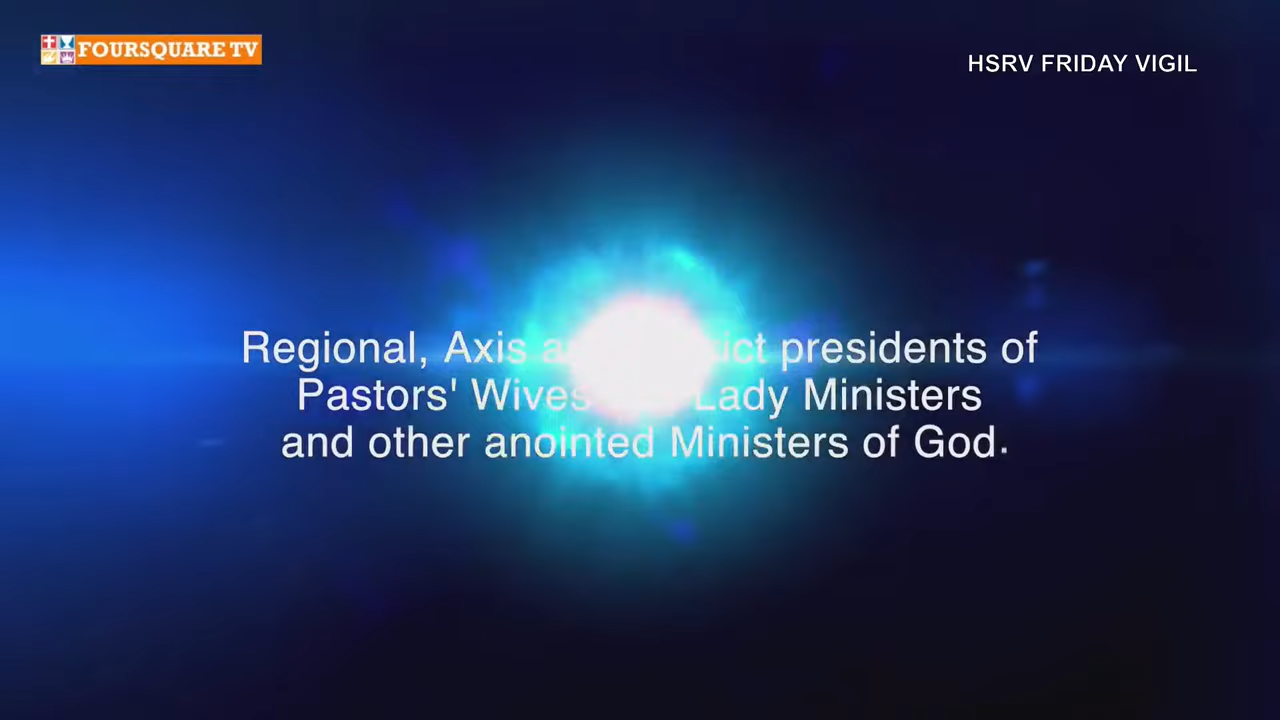 FOURSQUARE TV
HSRV FRIDAY VIGIL
Regional, Axis presidents of
Pastors' Wives Lady Ministers
and other anointed Ministers of God.